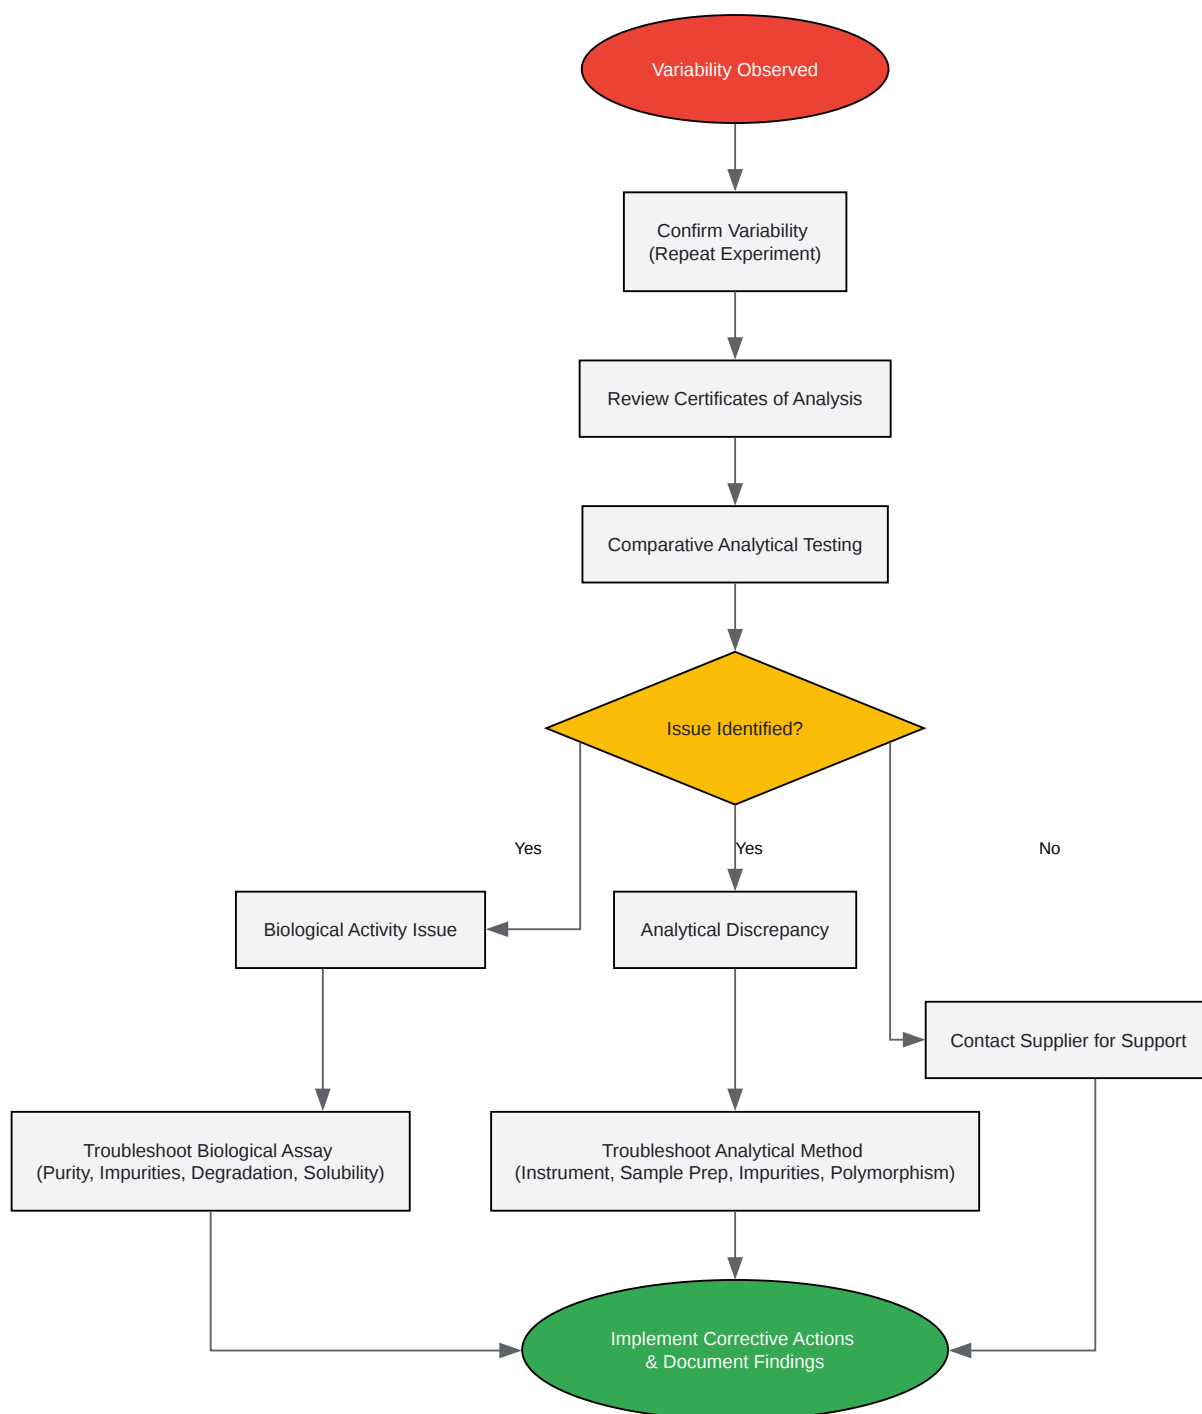 Variability Observed
Confirm Variability
(Repeat Experiment)
Review Certificates of Analysis
Comparative Analytical Testing
Issue Identified?
Yes
Yes
No
Biological Activity Issue
Analytical Discrepancy
Contact Supplier for Support
Troubleshoot Biological Assay
(Purity, Impurities, Degradation, Solubility)
Troubleshoot Analytical Method
(Instrument, Sample Prep, Impurities, Polymorphism)
Implement Corrective Actions
& Document Findings